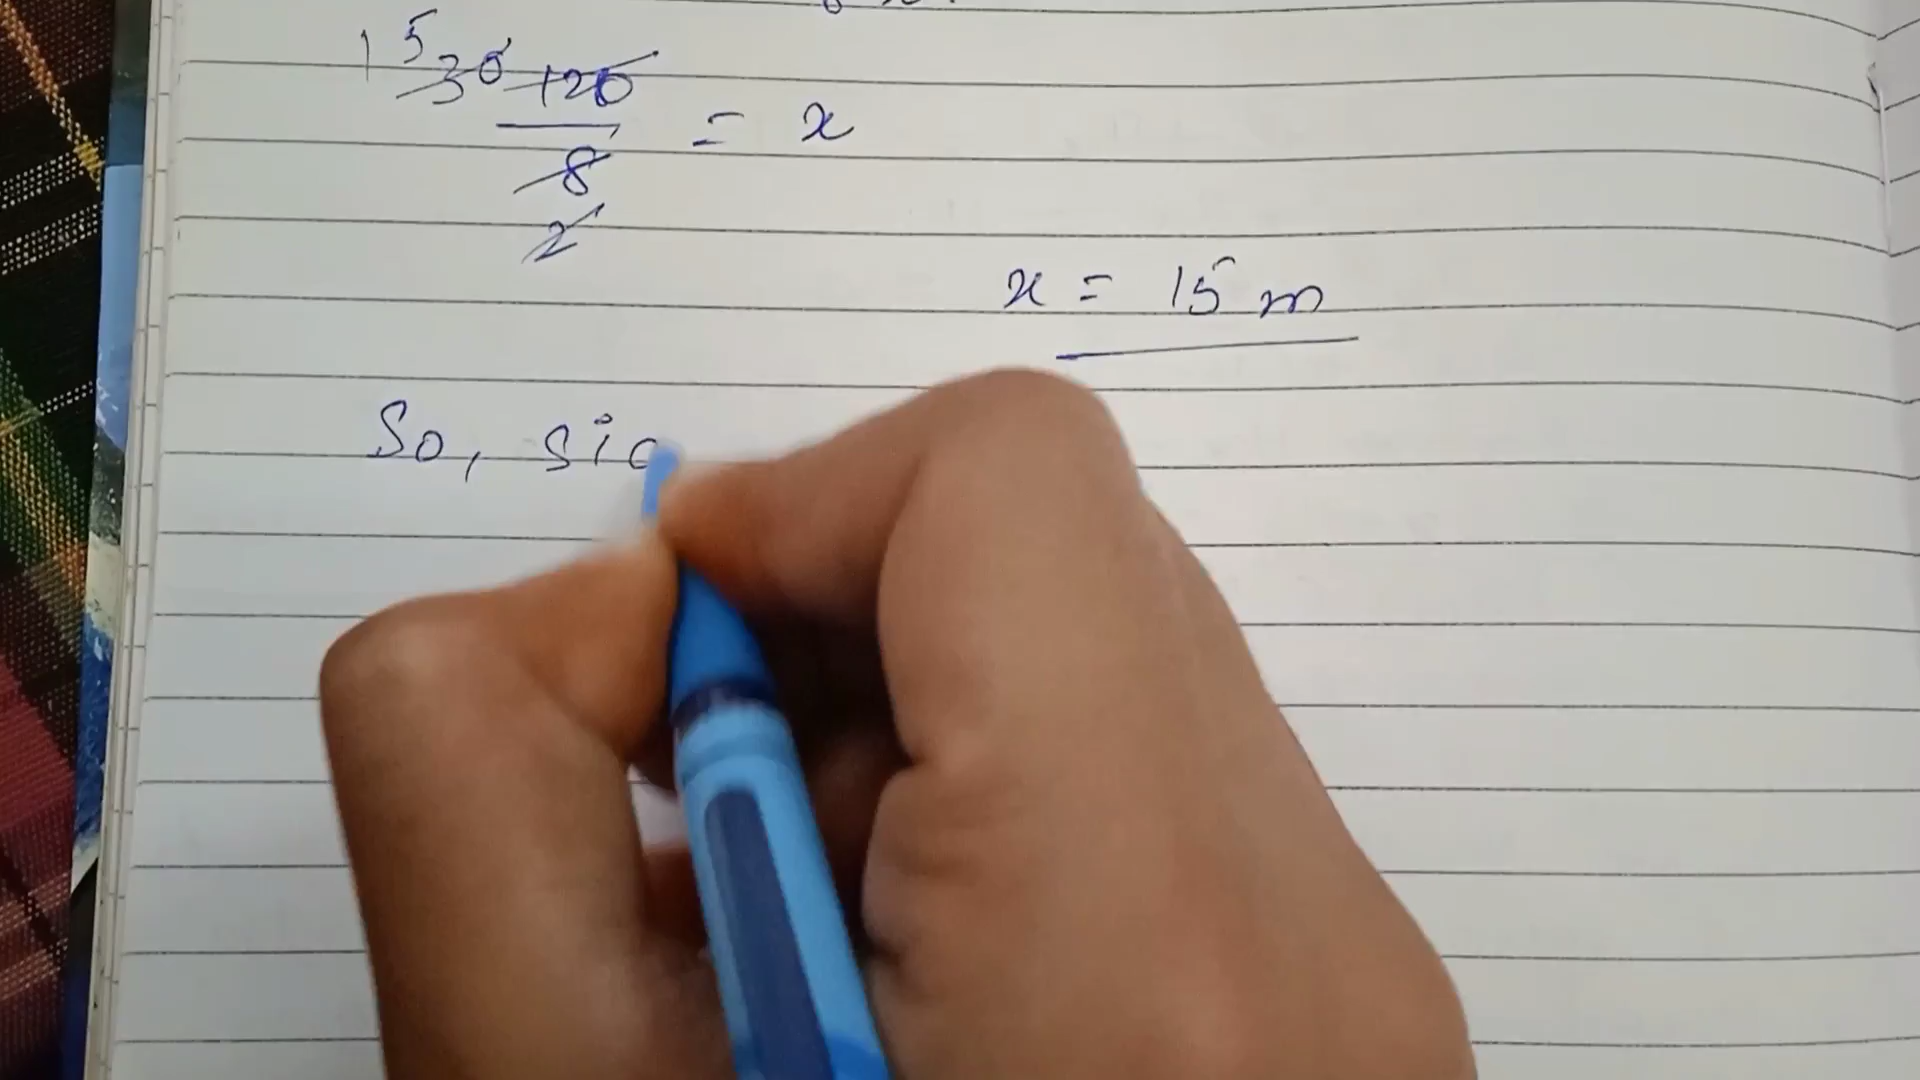 15 30 120
8 = x
2
x = 15 m
So, sid